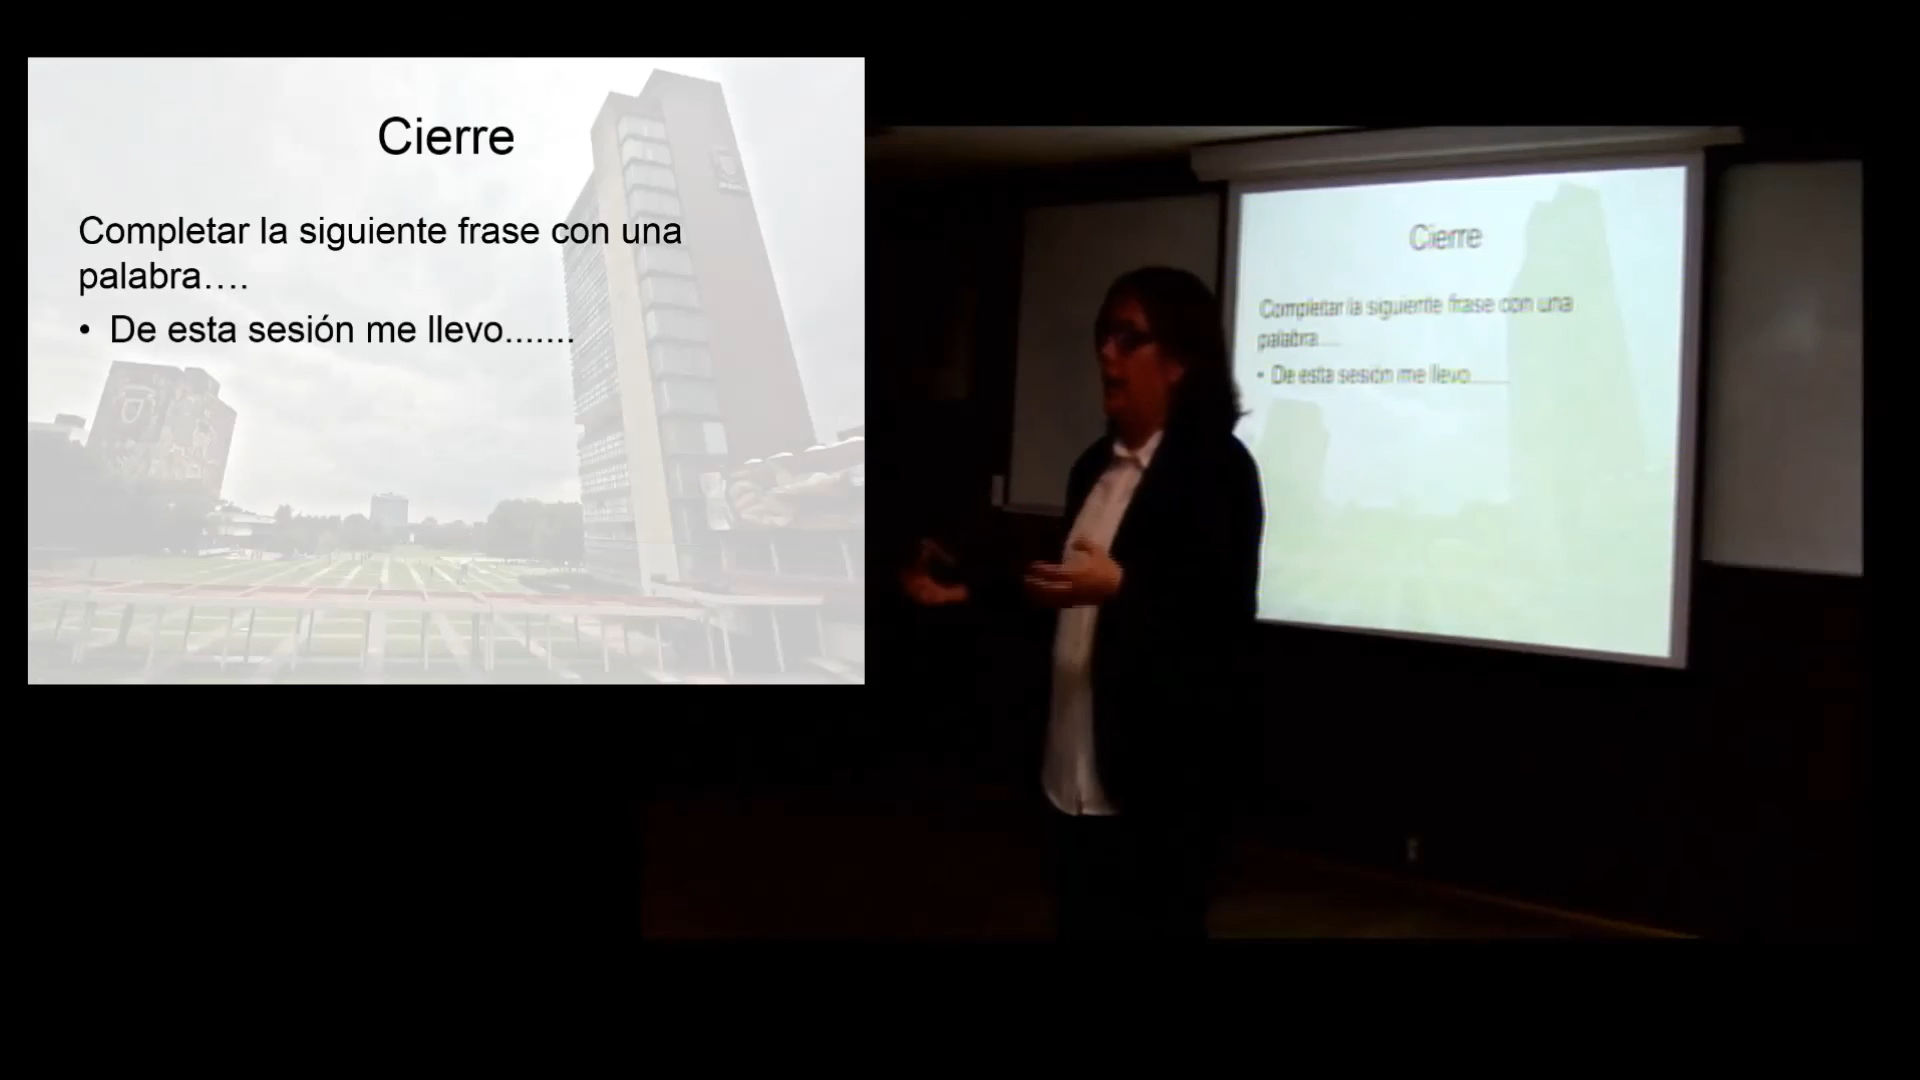 Cierre
Completar la siguiente frase con una
palabra….
• De esta sesión me llevo.......
Cierre
Completar la siguiente frase con una
palabra....
• De esta sesión me llevo.......